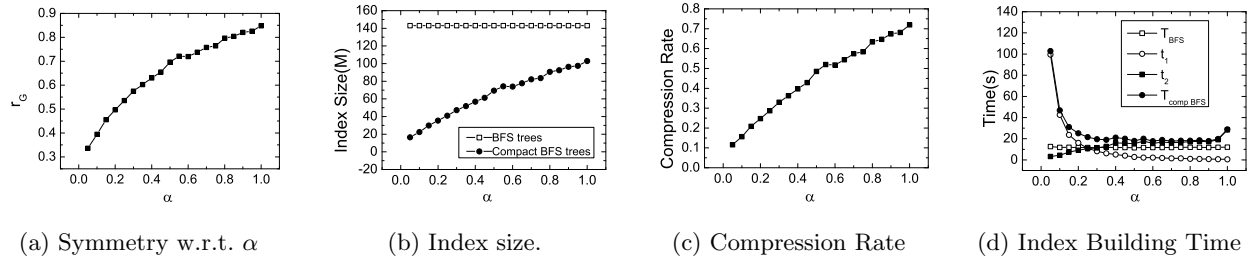 0.9
0.8
0.7
0.6
0.5
0.4
0.3
r_G
0.0 0.2 0.4 0.6 0.8 1.0
α
(a) Symmetry w.r.t. α
160
140
120
100
80
60
40
20
0
-20
Index Size(M)
BFS trees
Compact BFS trees
0.0 0.2 0.4 0.6 0.8 1.0
α
(b) Index size.
0.8
0.7
0.6
0.5
0.4
0.3
0.2
0.1
0.0
Compression Rate
0.0 0.2 0.4 0.6 0.8 1.0
α
(c) Compression Rate
140
120
100
80
60
40
20
0
Time(s)
T_BFS
t_1
t_2
T_comp BFS
0.0 0.2 0.4 0.6 0.8 1.0
α
(d) Index Building Time